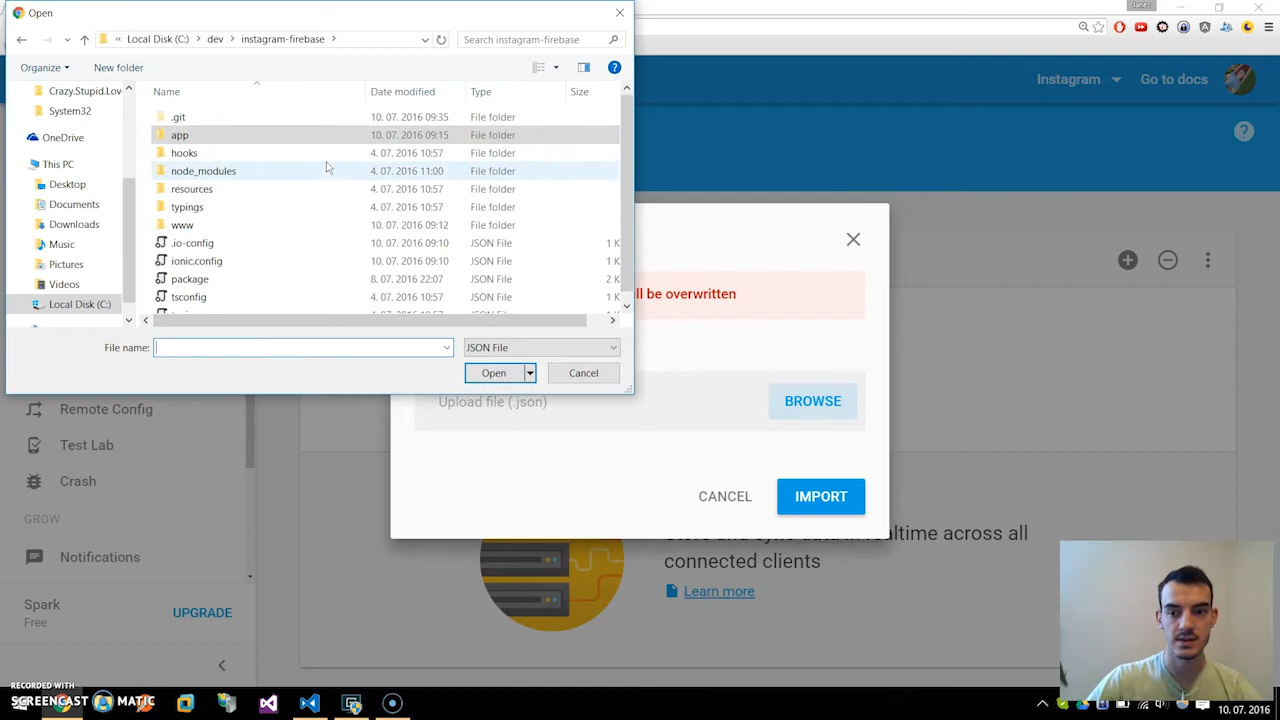 Open
Local Disk (C:)
dev
instagram-firebase
Search instagram-firebase
Organize
New folder
Crazy.Stupid.Lov
System32
OneDrive
This PC
Desktop
Documents
Downloads
Music
Pictures
Videos
Local Disk (C:)
Name Date modified Type Size
.git 10. 07. 2016 09:35 File folder
app 10. 07. 2016 09:15 File folder
hooks 4. 07. 2016 10:57 File folder
node_modules 4. 07. 2016 11:00 File folder
resources 4. 07. 2016 10:57 File folder
typings 4. 07. 2016 10:57 File folder
www 10. 07. 2016 09:12 File folder
.io-config 10. 07. 2016 09:10 JSON File 1 K
ionic.config 10. 07. 2016 09:10 JSON File 1 K
package 8. 07. 2016 22:07 JSON File 2 K
tsconfig 4. 07. 2016 10:57 JSON File 1 K
File name:
JSON File
Open
Cancel
Instagram
Go to docs
ll be overwritten
Upload file (.json)
BROWSE
CANCEL
IMPORT
Remote Config
Test Lab
Crash
GROW
Notifications
Spark
Free
UPGRADE
Store and sync data in realtime across all
connected clients
Learn more
RECORDED WITH
SCREENCAST MATIC
10. 07. 2016